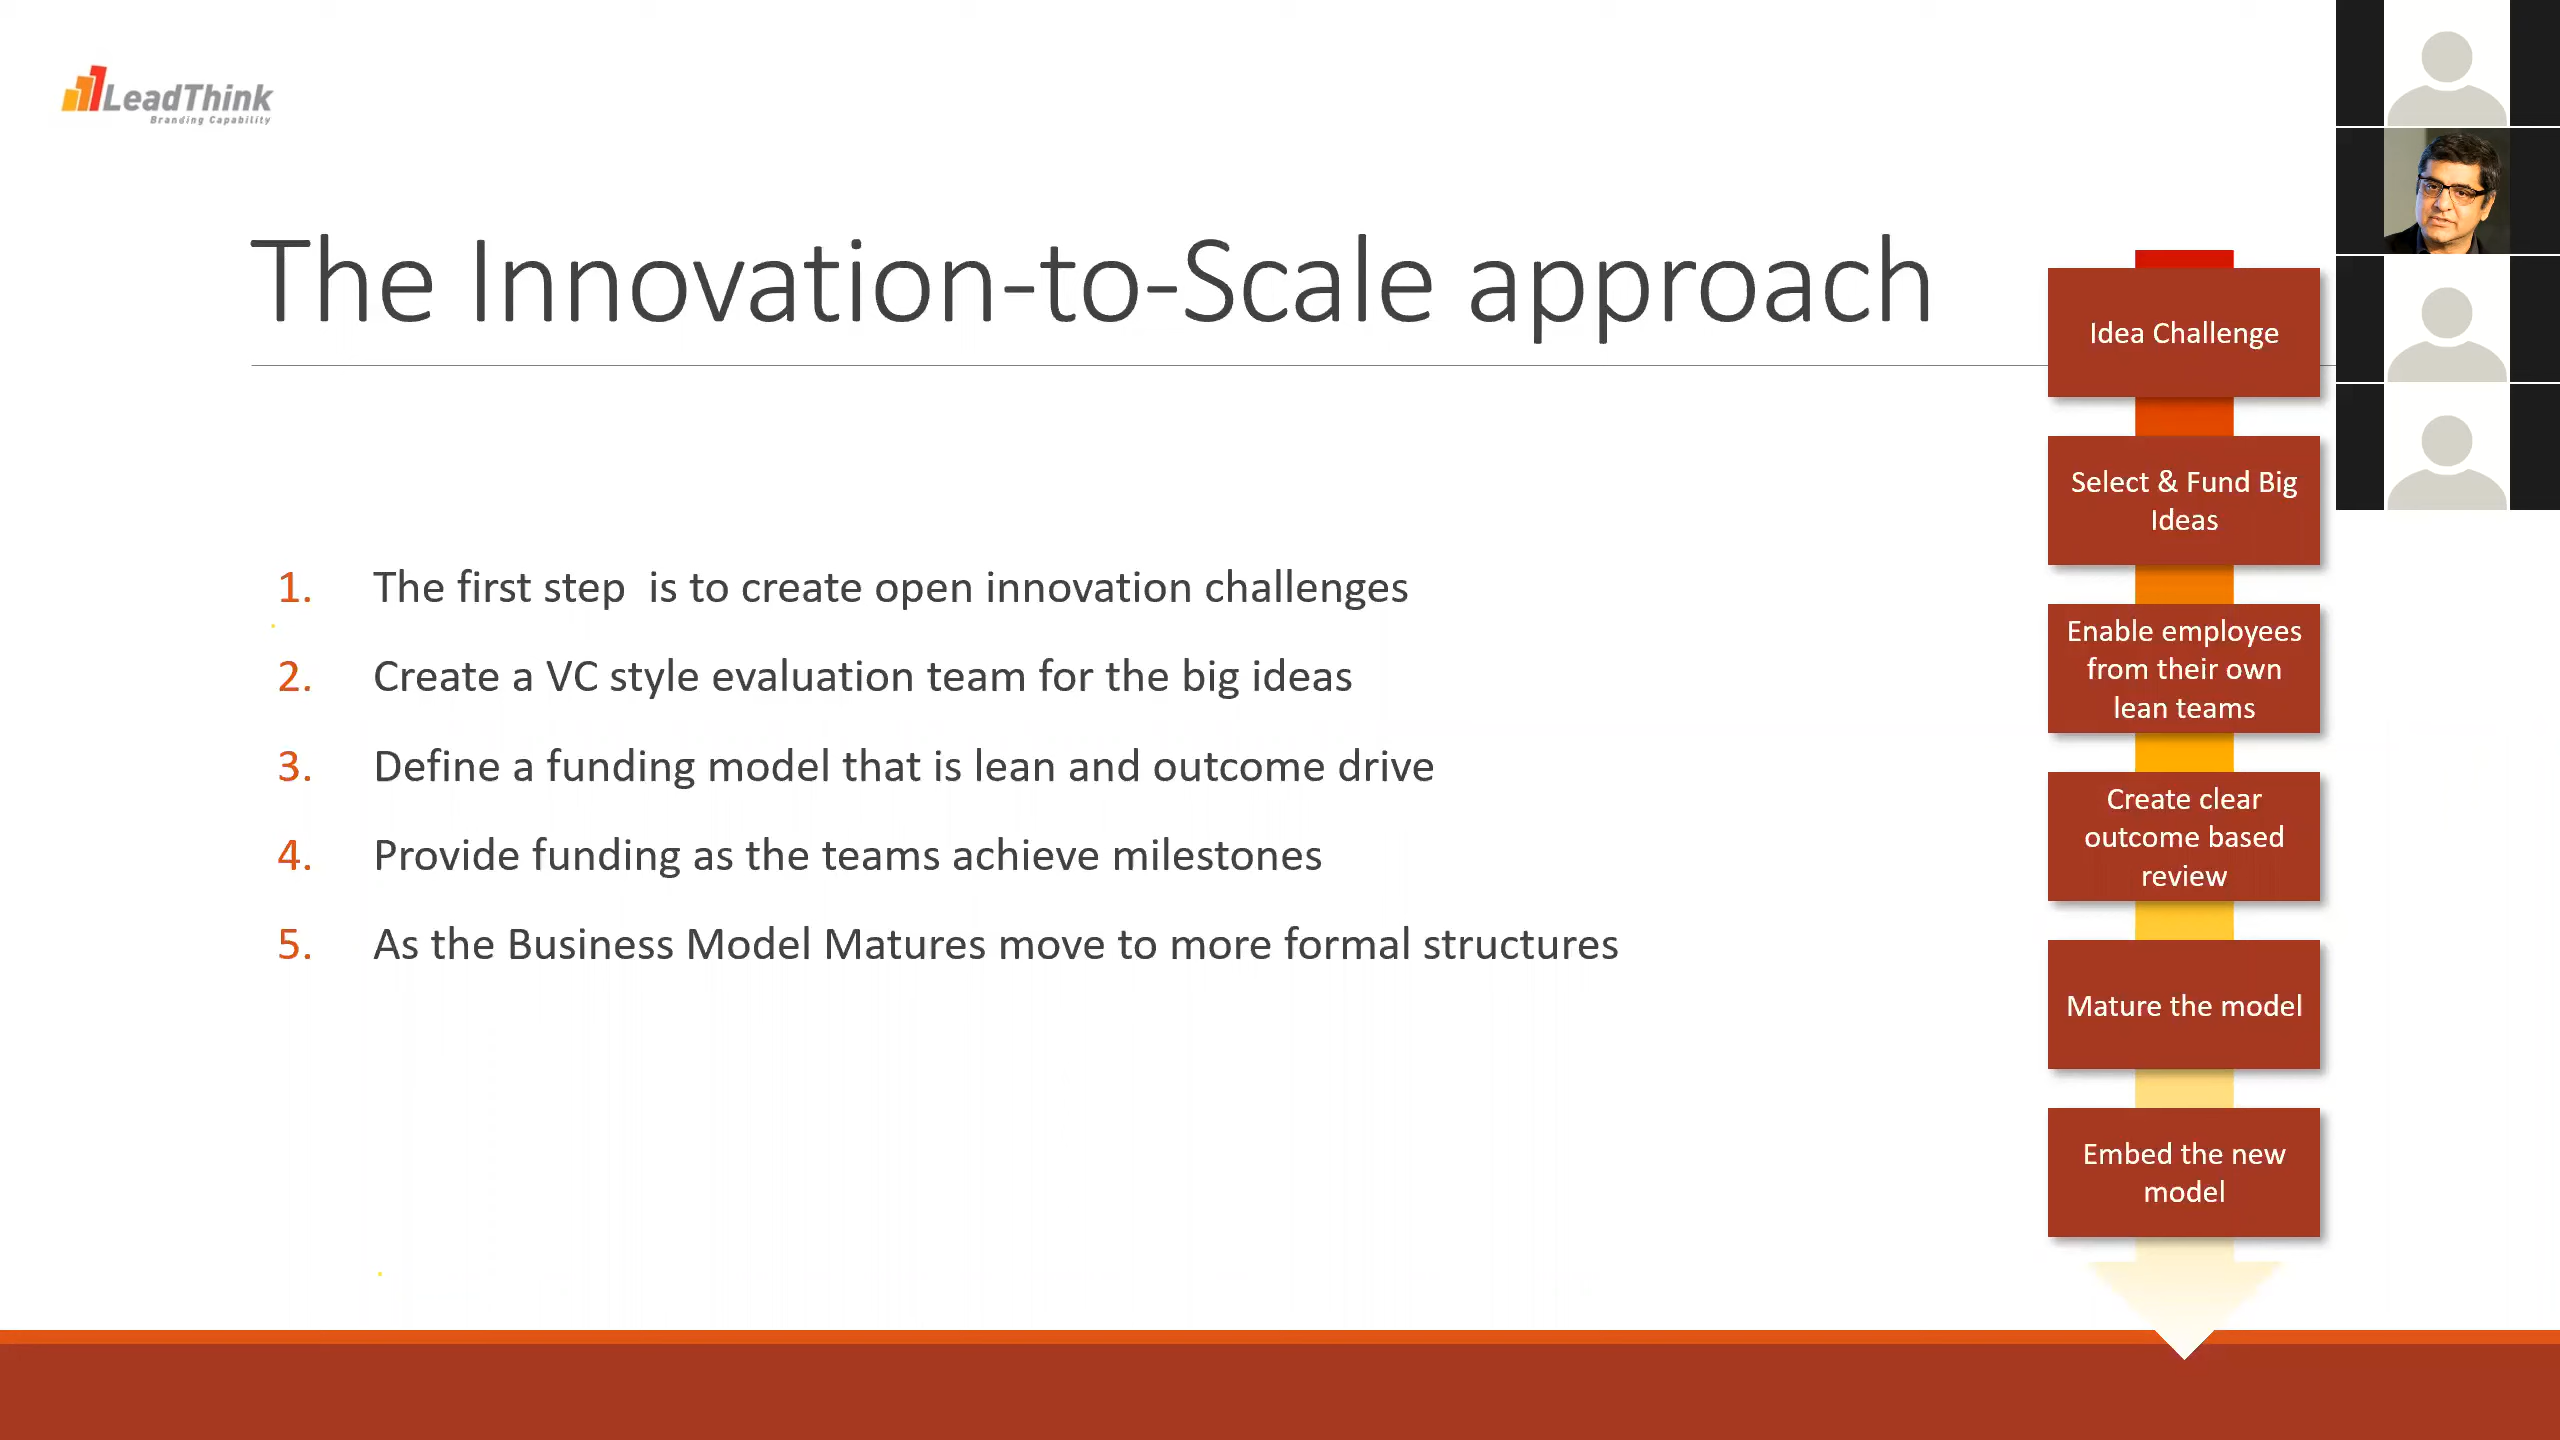 LeadThink
Branding Capability
The Innovation-to-Scale approach
1. The first step  is to create open innovation challenges
2. Create a VC style evaluation team for the big ideas
3. Define a funding model that is lean and outcome drive
4. Provide funding as the teams achieve milestones
5. As the Business Model Matures move to more formal structures
Idea Challenge
Select & Fund Big
Ideas
Enable employees
from their own
lean teams
Create clear
outcome based
review
Mature the model
Embed the new
model